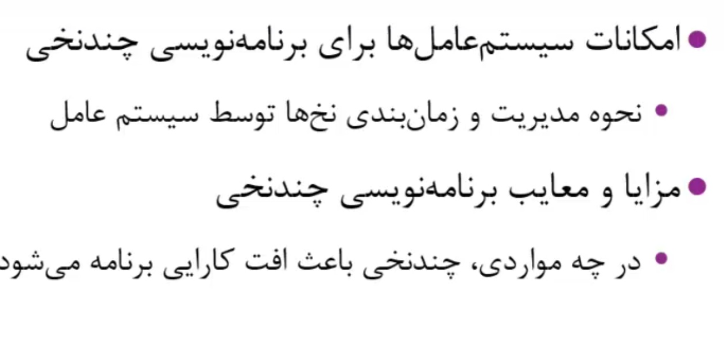 • امکانات سیستم‌عامل‌ها برای برنامه‌نویسی چندنخی
• نحوه مدیریت و زمان‌بندی نخ‌ها توسط سیستم عامل
• مزایا و معایب برنامه‌نویسی چندنخی
• در چه مواردی، چندنخی باعث افت کارایی برنامه می‌شود